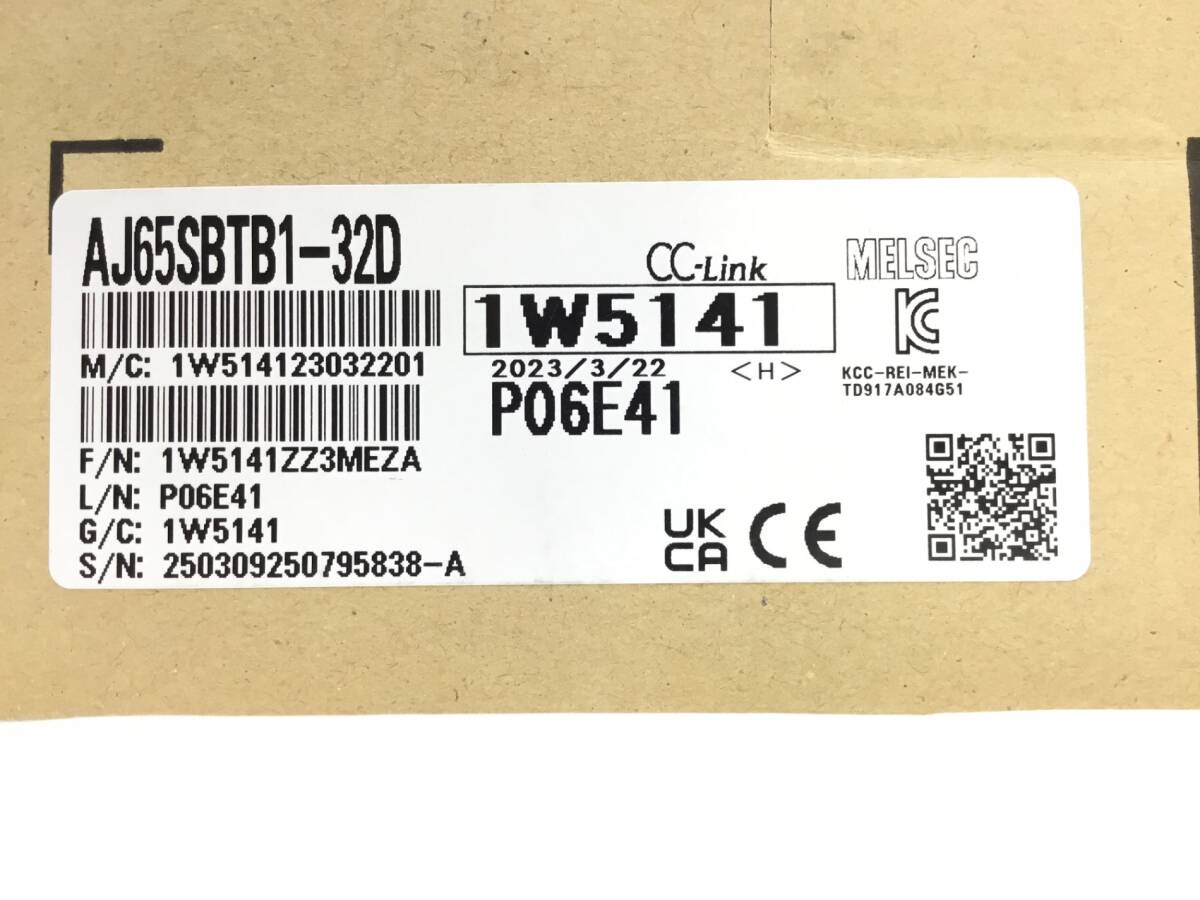 AJ65SBTB1-32D
CC-Link
MELSEC
1W5141
M/C: 1W514123032201
2023/3/22 <H>
KCC-REI-MEK-
TD917A084G51
P06E41
F/N: 1W5141ZZ3MEZA
L/N: P06E41
G/C: 1W5141
S/N: 250309250795838-A
UK
CA
CE